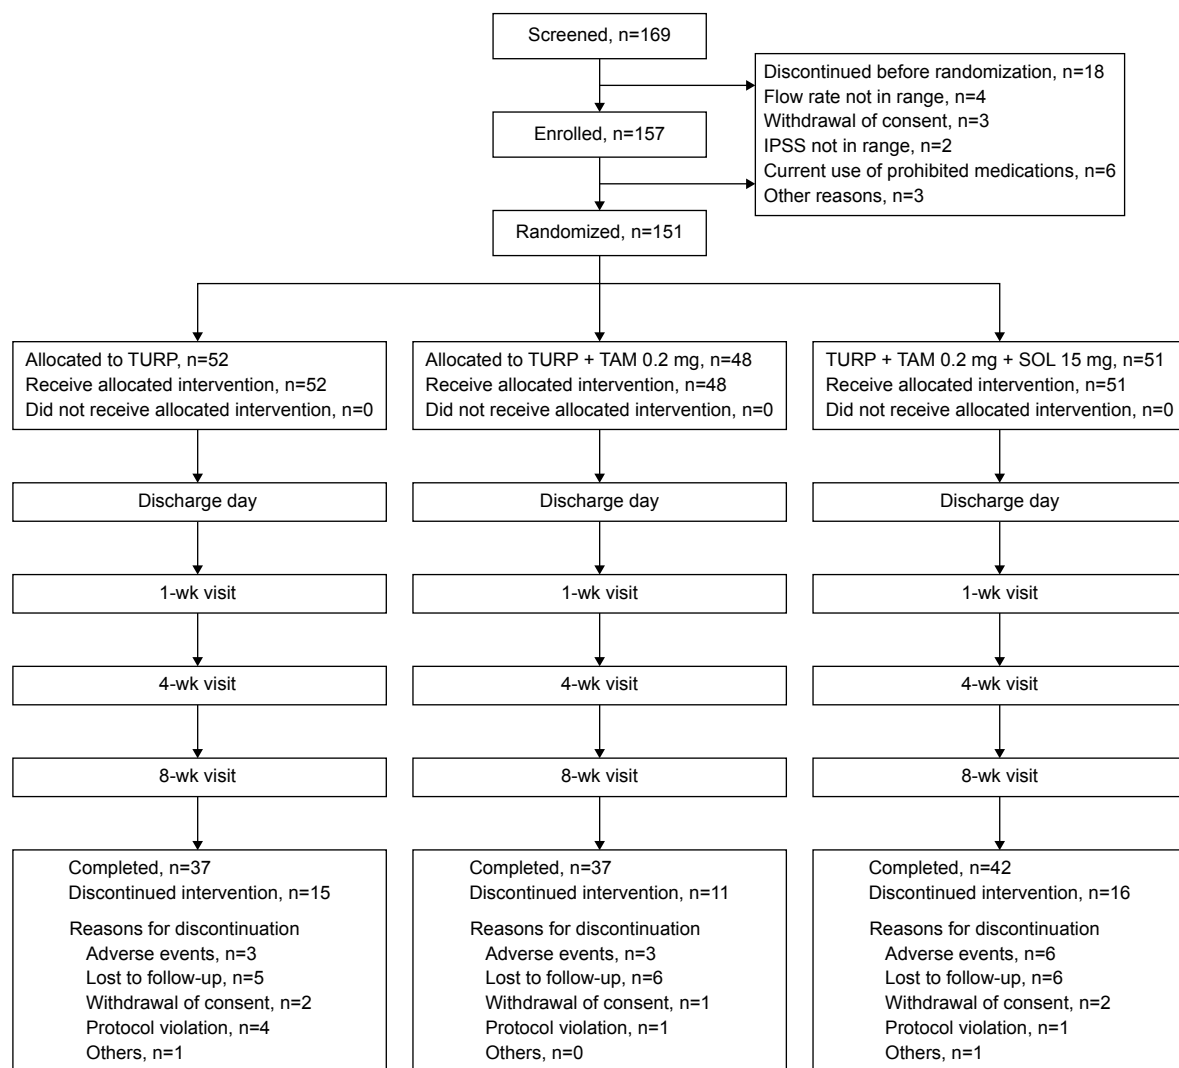 Screened, n=169
Discontinued before randomization, n=18
Flow rate not in range, n=4
Withdrawal of consent, n=3
IPSS not in range, n=2
Current use of prohibited medications, n=6
Other reasons, n=3
Enrolled, n=157
Randomized, n=151
Allocated to TURP, n=52
Receive allocated intervention, n=52
Did not receive allocated intervention, n=0
Allocated to TURP + TAM 0.2 mg, n=48
Receive allocated intervention, n=48
Did not receive allocated intervention, n=0
TURP + TAM 0.2 mg + SOL 15 mg, n=51
Receive allocated intervention, n=51
Did not receive allocated intervention, n=0
Discharge day
Discharge day
Discharge day
1-wk visit
1-wk visit
1-wk visit
4-wk visit
4-wk visit
4-wk visit
8-wk visit
8-wk visit
8-wk visit
Completed, n=37
Discontinued intervention, n=15
Reasons for discontinuation
Adverse events, n=3
Lost to follow-up, n=5
Withdrawal of consent, n=2
Protocol violation, n=4
Others, n=1
Completed, n=37
Discontinued intervention, n=11
Reasons for discontinuation
Adverse events, n=3
Lost to follow-up, n=6
Withdrawal of consent, n=1
Protocol violation, n=1
Others, n=0
Completed, n=42
Discontinued intervention, n=16
Reasons for discontinuation
Adverse events, n=6
Lost to follow-up, n=6
Withdrawal of consent, n=2
Protocol violation, n=1
Others, n=1